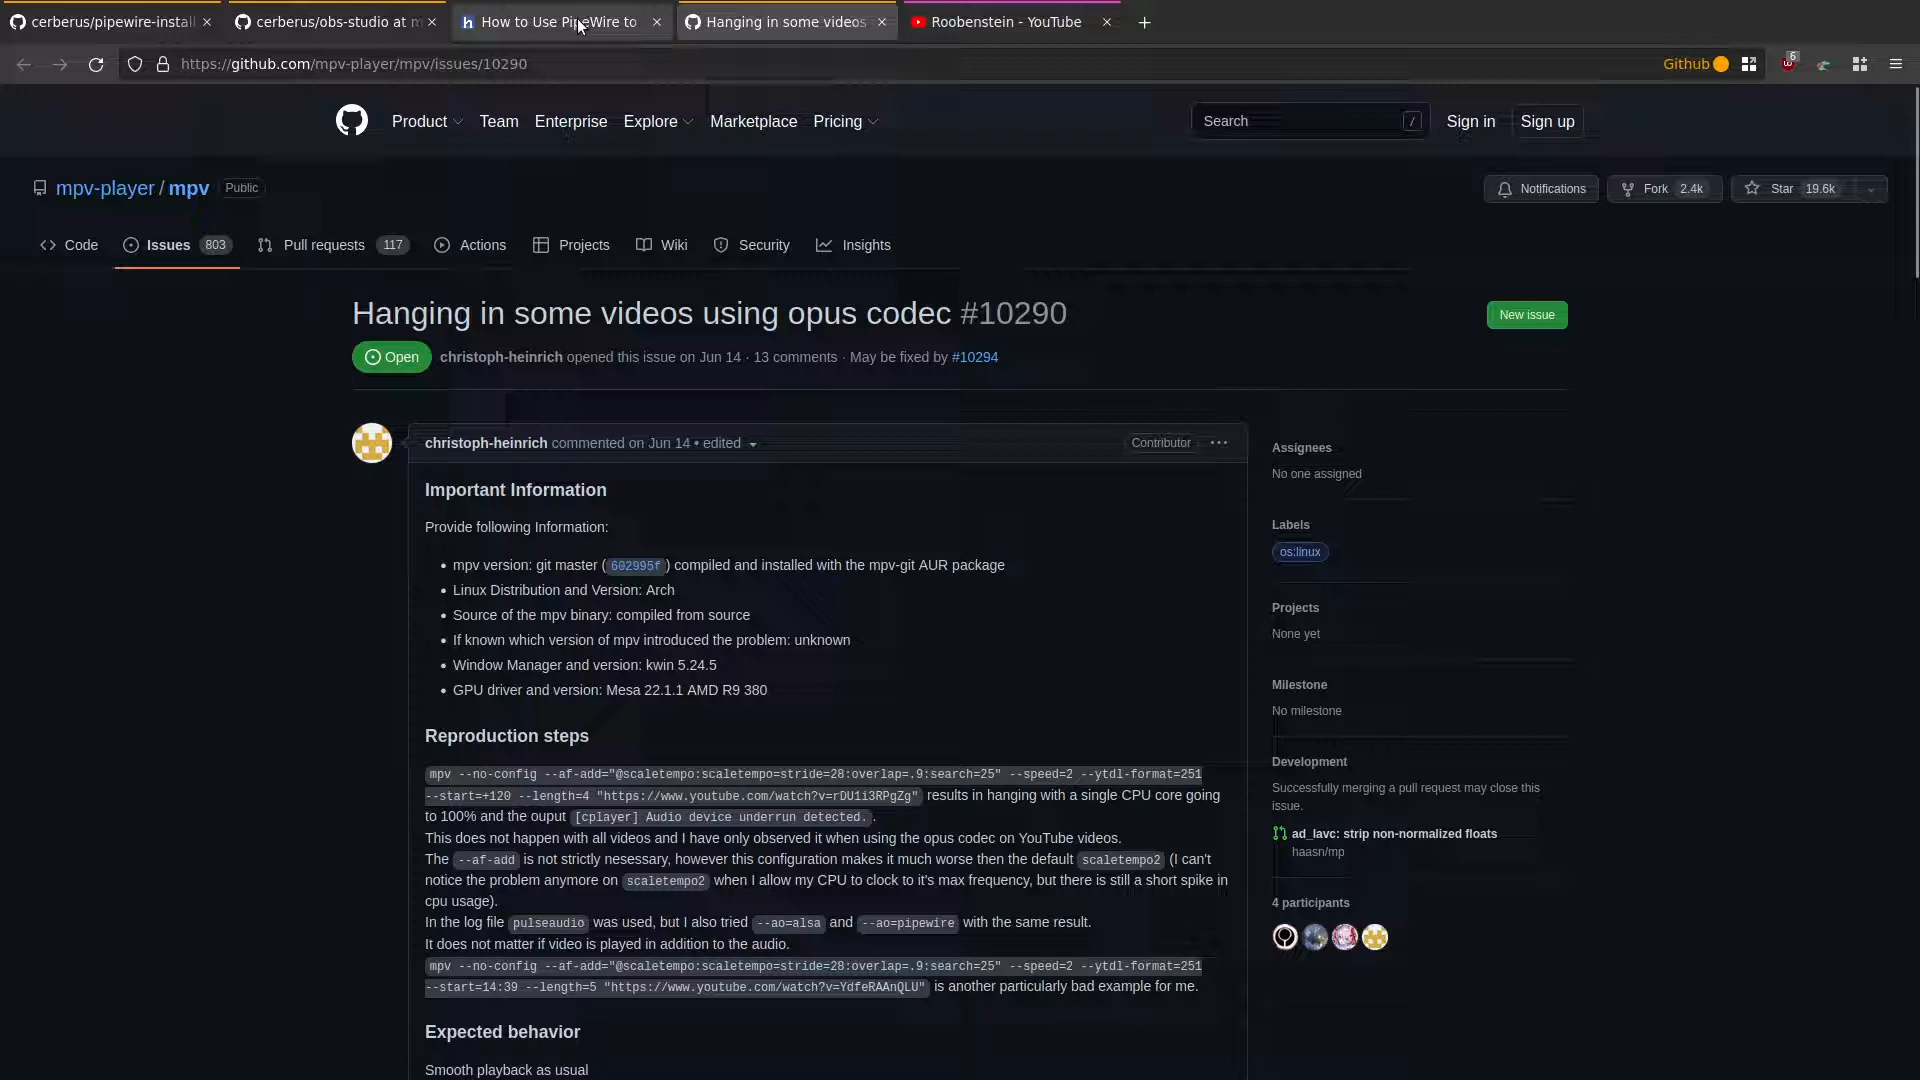 cerberus/pipewire-install
cerberus/obs-studio at m
How to Use PipeWire to
Hanging in some videos
Roobenstein - YouTube
https://github.com/mpv-player/mpv/issues/10290
Github
6
Product
Team
Enterprise
Explore
Marketplace
Pricing
Search
/
Sign in
Sign up
mpv-player / mpv Public
Notifications
Fork 2.4k
Star 19.6k
Code
Issues 803
Pull requests 117
Actions
Projects
Wiki
Security
Insights
Hanging in some videos using opus codec #10290
New issue
Open
christoph-heinrich opened this issue on Jun 14 · 13 comments · May be fixed by #10294
christoph-heinrich commented on Jun 14 • edited
Contributor
Important Information
Provide following Information:
• mpv version: git master (602995f) compiled and installed with the mpv-git AUR package
• Linux Distribution and Version: Arch
• Source of the mpv binary: compiled from source
• If known which version of mpv introduced the problem: unknown
• Window Manager and version: kwin 5.24.5
• GPU driver and version: Mesa 22.1.1 AMD R9 380
Reproduction steps
mpv --no-config --af-add="@scaletempo:scaletempo=stride=28:overlap=.9:search=25" --speed=2 --ytdl-format=251
--start=+120 --length=4 "https://www.youtube.com/watch?v=rDU1i3RPgZg" results in hanging with a single CPU core going
to 100% and the ouput [cplayer] Audio device underrun detected..
This does not happen with all videos and I have only observed it when using the opus codec on YouTube videos.
The --af-add is not strictly nesessary, however this configuration makes it much worse then the default scaletempo2 (I can't
notice the problem anymore on scaletempo2 when I allow my CPU to clock to it's max frequency, but there is still a short spike in
cpu usage).
In the log file pulseaudio was used, but I also tried --ao=alsa and --ao=pipewire with the same result.
It does not matter if video is played in addition to the audio.
mpv --no-config --af-add="@scaletempo:scaletempo=stride=28:overlap=.9:search=25" --speed=2 --ytdl-format=251
--start=14:39 --length=5 "https://www.youtube.com/watch?v=YdfeRAAnQLU" is another particularly bad example for me.
Expected behavior
Smooth playback as usual
Assignees
No one assigned
Labels
os:linux
Projects
None yet
Milestone
No milestone
Development
Successfully merging a pull request may close this
issue.
ad_lavc: strip non-normalized floats
haasn/mp
4 participants